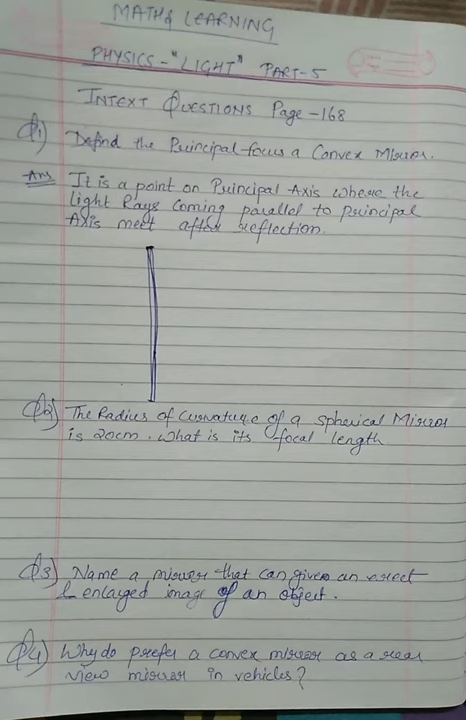 MATH & LEARNING
PHYSICS - "LIGHT" PART-5
INTEXT QUESTIONS Page - 168
Q1) Defind the Principal focus a Convex Mirror.
Ans It is a point on Principal Axis where the
light Rays coming parallel to principal
Axis meet after reflection.
Q2) The Radius of Curvature of a spherical Mirror
is 20cm. What is its focal length
Q3) Name a mirror that can given an erect
& enlarged image of an object.
Q4) Why do prefer a convex mirror as a rear
view mirror in vehicles?